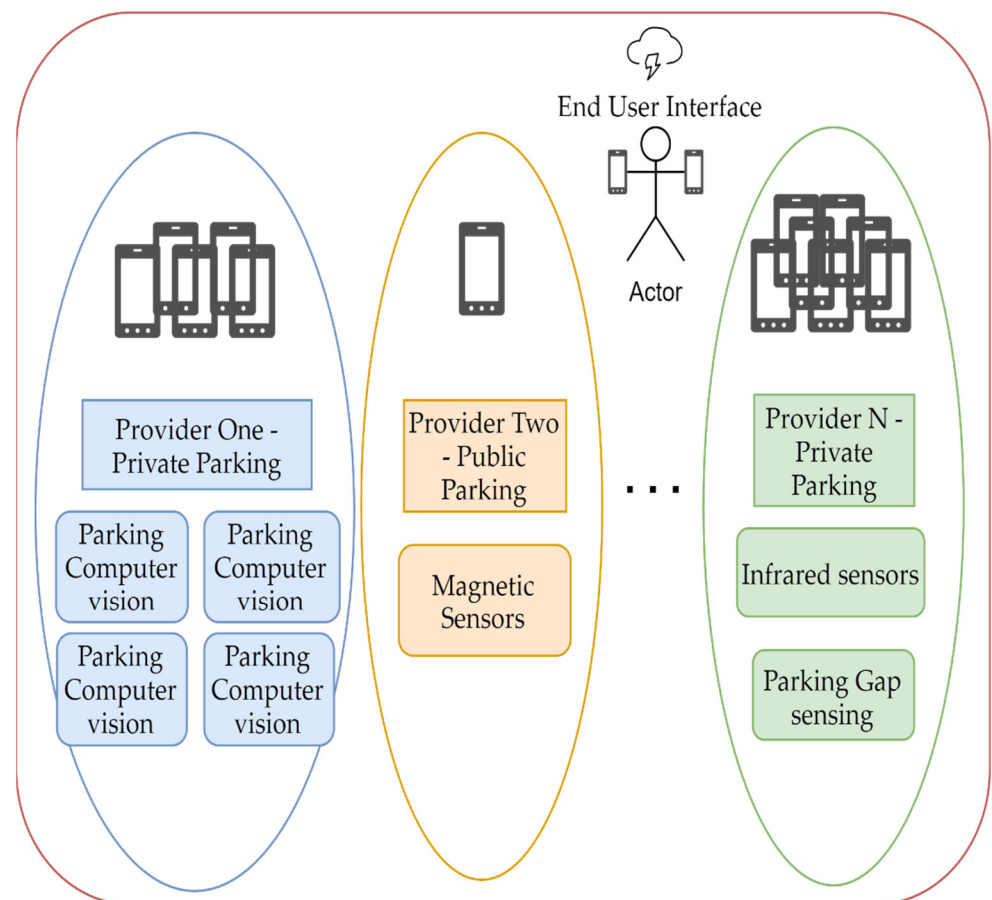 End User Interface
Actor
Provider One -
Private Parking
Parking
Computer
vision
Parking
Computer
vision
Parking
Computer
vision
Parking
Computer
vision
Provider Two
- Public
Parking
Magnetic
Sensors
...
Provider N -
Private
Parking
Infrared sensors
Parking Gap
sensing